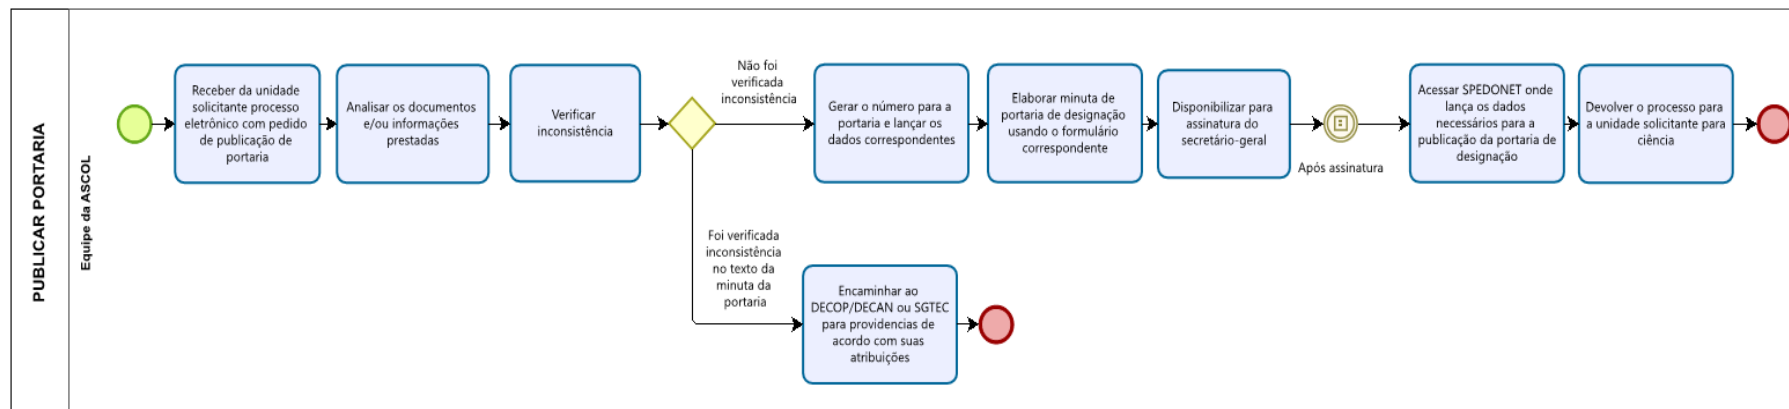 PUBLICAR PORTARIA
Equipe da ASCOL
Receber da unidade
solicitante processo
eletrônico com pedido
de publicação de
portaria
Analisar os documentos
e/ou informações
prestadas
Verificar
inconsistência
Não foi
verificada
inconsistência
Gerar o número para a
portaria e lançar os
dados correspondentes
Elaborar minuta de
portaria de designação
usando o formulário
correspondente
Disponibilizar para
assinatura do
secretário-geral
Após assinatura
Acessar SPEDONET onde
lança os dados
necessários para a
publicação da portaria de
designação
Devolver o processo para
a unidade solicitante para
ciência
Foi verificada
inconsistência
no texto da
minuta da
portaria
Encaminhar ao
DECOP/DECAN ou SGTEC
para providencias de
acordo com suas
atribuições